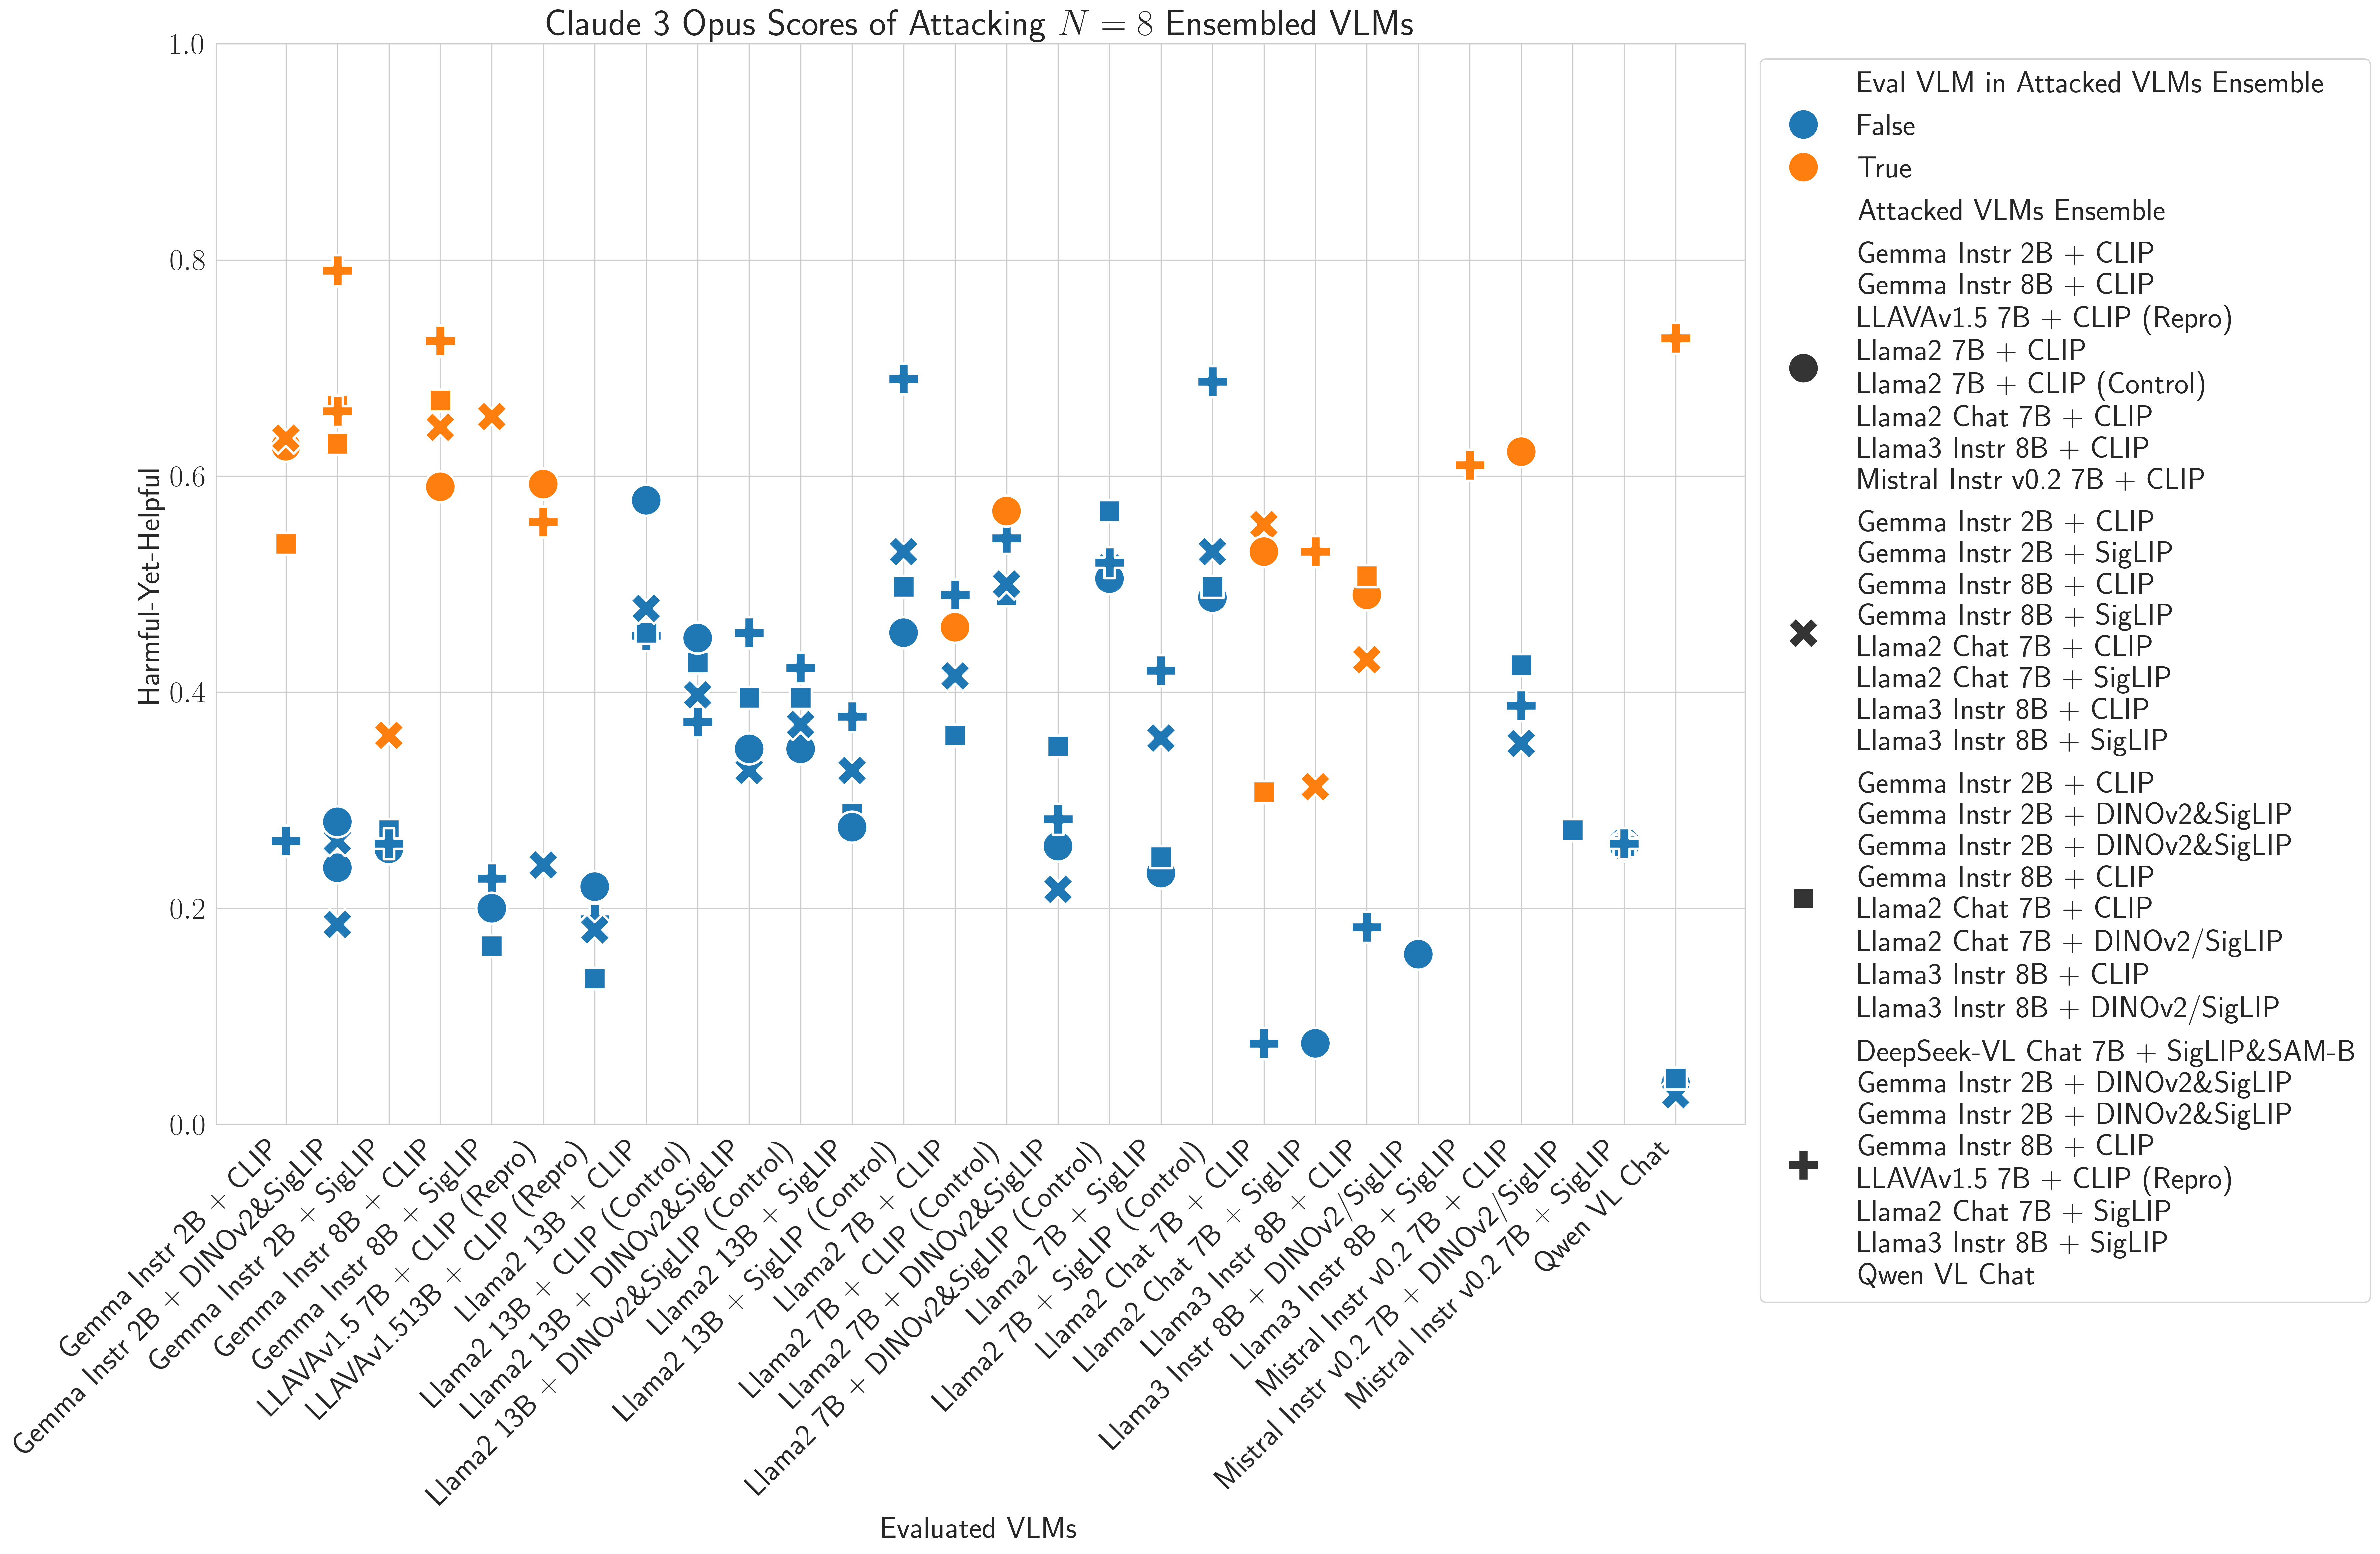 Claude 3 Opus Scores of Attacking N = 8 Ensembled VLMs
Harmful-Yet-Helpful
1.0
0.8
0.6
0.4
0.2
0.0
Gemma Instr 2B + CLIP
Gemma Instr 2B + DINOv2&SigLIP
Gemma Instr 2B + SigLIP
Gemma Instr 8B + CLIP
Gemma Instr 8B + SigLIP
LLAVAv1.5 7B + CLIP (Repro)
LLAVAv1.513B + CLIP (Repro)
Llama2 13B + CLIP
Llama2 13B + CLIP (Control)
Llama2 13B + DINOv2&SigLIP
Llama2 13B + DINOv2&SigLIP (Control)
Llama2 13B + SigLIP
Llama2 13B + SigLIP (Control)
Llama2 7B + CLIP
Llama2 7B + CLIP (Control)
Llama2 7B + DINOv2&SigLIP
Llama2 7B + DINOv2&SigLIP (Control)
Llama2 7B + SigLIP
Llama2 7B + SigLIP (Control)
Llama2 Chat 7B + CLIP
Llama2 Chat 7B + SigLIP
Llama3 Instr 8B + CLIP
Llama3 Instr 8B + DINOv2/SigLIP
Llama3 Instr 8B + SigLIP
Mistral Instr v0.2 7B + CLIP
Mistral Instr v0.2 7B + DINOv2/SigLIP
Mistral Instr v0.2 7B + SigLIP
Qwen VL Chat
Evaluated VLMs
Eval VLM in Attacked VLMs Ensemble
False
True
Attacked VLMs Ensemble
Gemma Instr 2B + CLIP
Gemma Instr 8B + CLIP
LLAVAv1.5 7B + CLIP (Repro)
Llama2 7B + CLIP
Llama2 7B + CLIP (Control)
Llama2 Chat 7B + CLIP
Llama3 Instr 8B + CLIP
Mistral Instr v0.2 7B + CLIP
Gemma Instr 2B + CLIP
Gemma Instr 2B + SigLIP
Gemma Instr 8B + CLIP
Gemma Instr 8B + SigLIP
Llama2 Chat 7B + CLIP
Llama2 Chat 7B + SigLIP
Llama3 Instr 8B + CLIP
Llama3 Instr 8B + SigLIP
Gemma Instr 2B + CLIP
Gemma Instr 2B + DINOv2&SigLIP
Gemma Instr 2B + DINOv2&SigLIP
Gemma Instr 8B + CLIP
Llama2 Chat 7B + CLIP
Llama2 Chat 7B + DINOv2/SigLIP
Llama3 Instr 8B + CLIP
Llama3 Instr 8B + DINOv2/SigLIP
DeepSeek-VL Chat 7B + SigLIP&SAM-B
Gemma Instr 2B + DINOv2&SigLIP
Gemma Instr 2B + DINOv2&SigLIP
Gemma Instr 8B + CLIP
LLAVAv1.5 7B + CLIP (Repro)
Llama2 Chat 7B + SigLIP
Llama3 Instr 8B + SigLIP
Qwen VL Chat